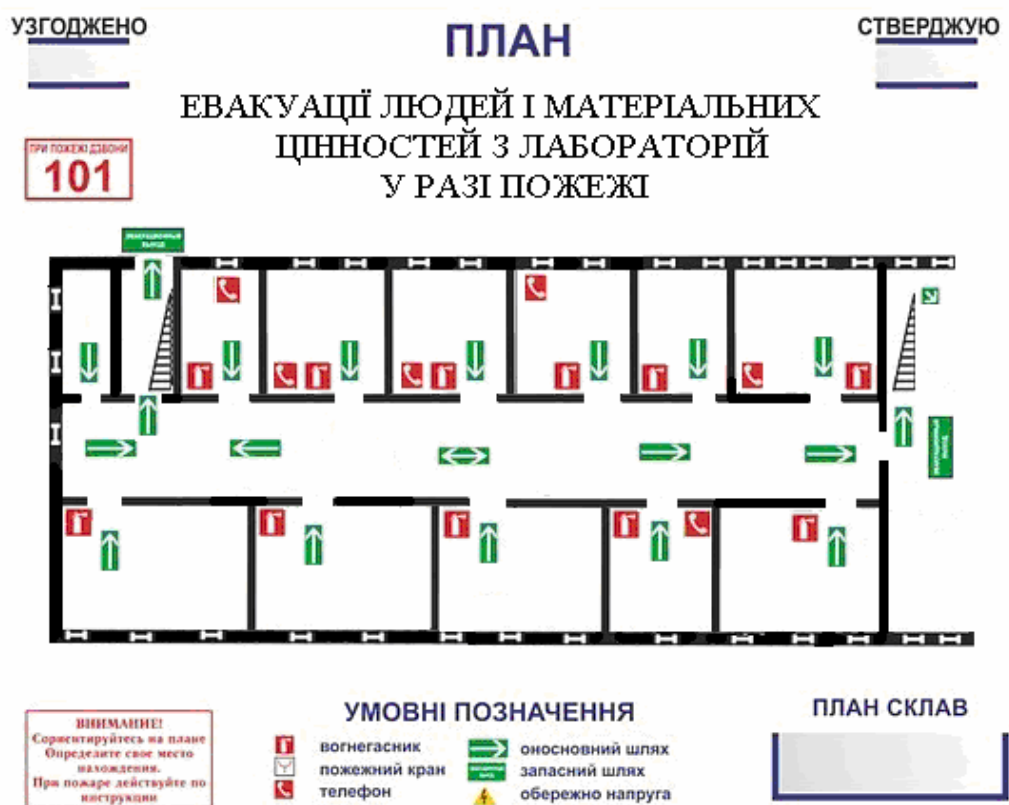 УЗГОДЖЕНО
ПЛАН
СТВЕРДЖУЮ
ЕВАКУАЦІЇ ЛЮДЕЙ І МАТЕРІАЛЬНИХ
ЦІННОСТЕЙ З ЛАБОРАТОРІЙ
У РАЗІ ПОЖЕЖІ
ПРИ ПОЖЕЖІ ДЗВОНИ
101
УМОВНІ ПОЗНАЧЕННЯ
вогнегасник
пожежний кран
телефон
оносновний шлях
запасний шлях
обережно напруга
ПЛАН СКЛАВ
ВНИМАНИЕ!
Сориентируйтесь на плане
Определите свое место
нахождения.
При пожаре действуйте по
инструкции